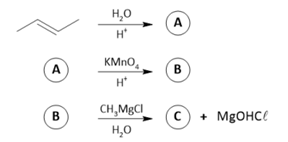 H₂O
H⁺
A
A
KMnO₄
H⁺
B
B
CH₃MgCl
H₂O
C + MgOHCℓ